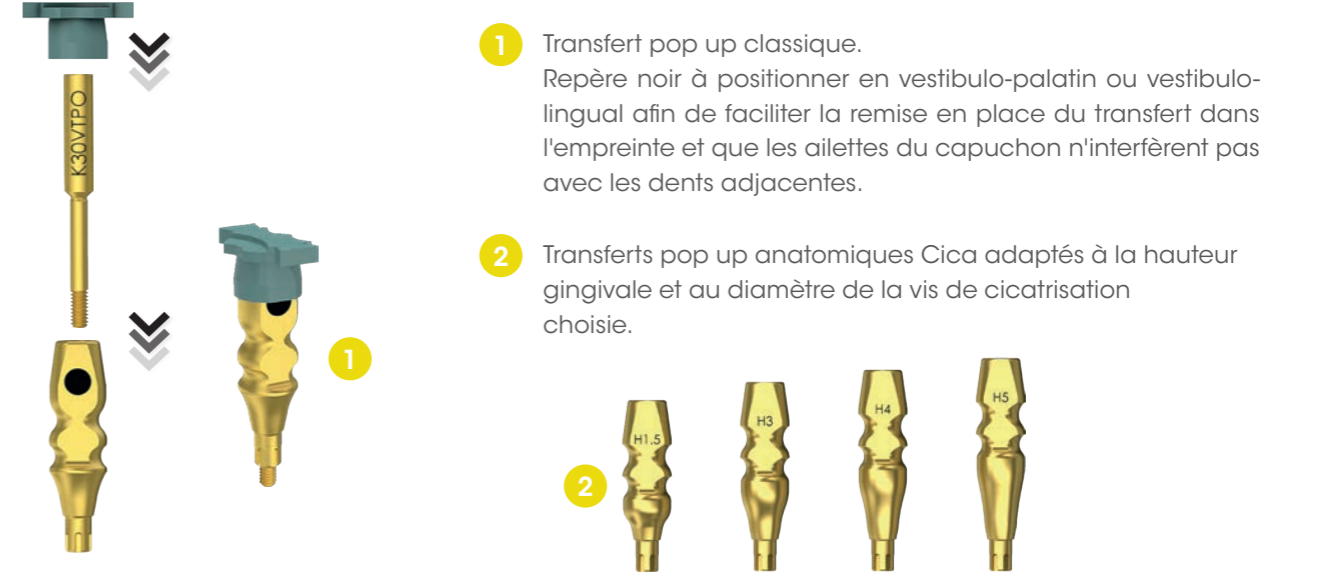 K30VTPO
1
Transfert pop up classique.
Repère noir à positionner en vestibulo-palatin ou vestibulo-
lingual afin de faciliter la remise en place du transfert dans
l'empreinte et que les ailettes du capuchon n'interfèrent pas
avec les dents adjacentes.
2
Transferts pop up anatomiques Cica adaptés à la hauteur
gingivale et au diamètre de la vis de cicatrisation
choisie.
1
2
H1.5
H3
H4
H5